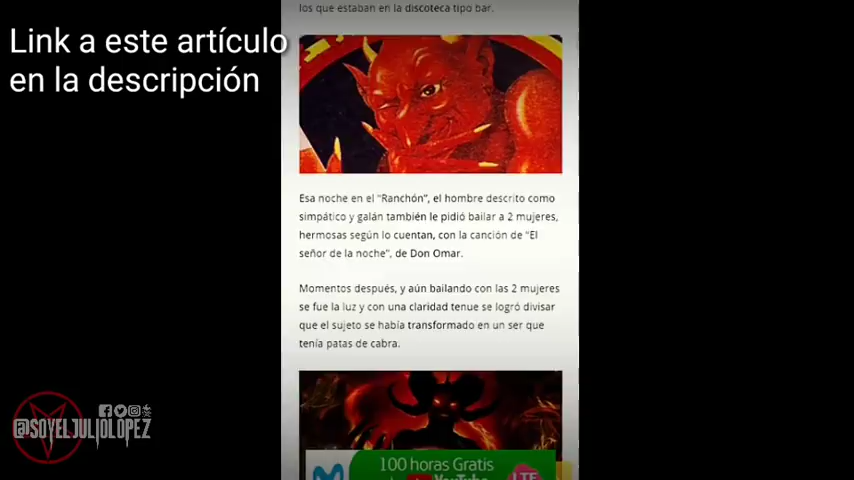 Link a este artículo
en la descripción
los que estaban en la discoteca tipo bar.
Esa noche en el "Ranchón", el hombre descrito como
simpático y galán también le pidió bailar a 2 mujeres,
hermosas según lo cuentan, con la canción de "El
señor de la noche", de Don Omar.
Momentos después, y aún bailando con las 2 mujeres
se fue la luz y con una claridad tenue se logró divisar
que el sujeto se había transformado en un ser que
tenía patas de cabra.
@SOYELJULIOLOPEZ
100 horas Gratis
YouTube
LTE